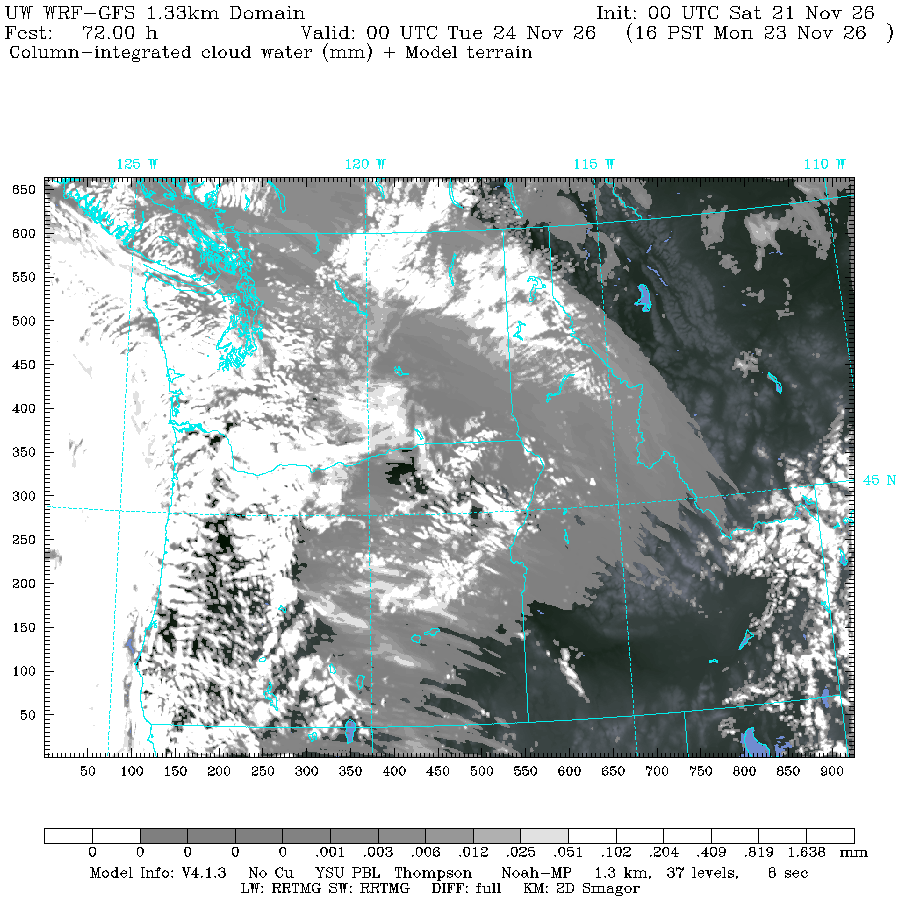 UW WRF-GFS 1.33km Domain Init: 00 UTC Sat 21 Nov 26
Fcst: 72.00 h Valid: 00 UTC Tue 24 Nov 26 (16 PST Mon 23 Nov 26 )
Column-integrated cloud water (mm) + Model terrain
125 W 120 W 115 W 110 W
650
600
550
500
450
400
350
45 N
300
250
200
150
100
50
50 100 150 200 250 300 350 400 450 500 550 600 650 700 750 800 850 900
0 0 0 0 0 .001 .003 .006 .012 .025 .051 .102 .204 .409 .819 1.638 mm
Model Info: V4.1.3 No Cu YSU PBL Thompson Noah-MP 1.3 km, 37 levels, 8 sec
LW: RRTMG SW: RRTMG DIFF: full KM: 2D Smagor